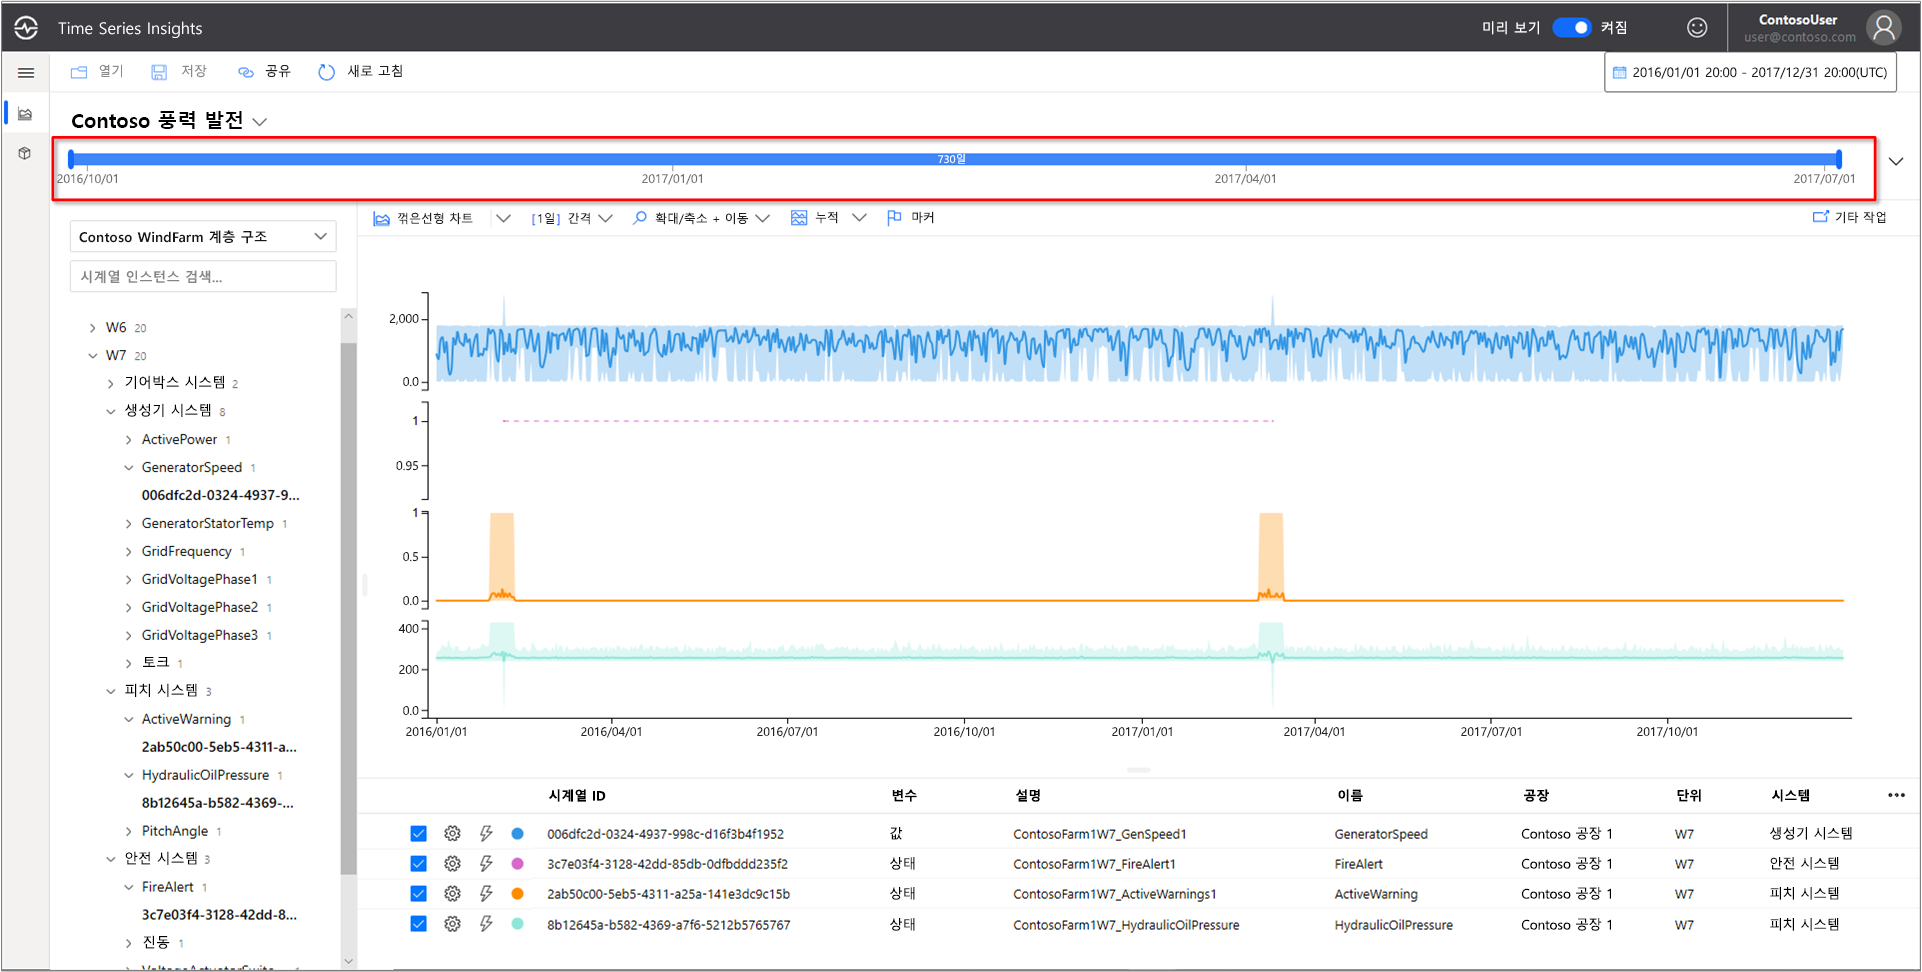 Time Series Insights
미리 보기 켜짐
ContosoUser
user@contoso.com
열기 저장 공유 새로 고침
2016/01/01 20:00 - 2017/12/31 20:00(UTC)
Contoso 풍력 발전
730일
2016/10/01 2017/01/01 2017/04/01 2017/07/01
꺾은선형 차트 [1일] 간격 확대/축소 + 이동 누적 마커 기타 작업
Contoso WindFarm 계층 구조
시계열 인스턴스 검색...
W6 20
W7 20
기어박스 시스템 2
생성기 시스템 8
ActivePower 1
GeneratorSpeed 1
006dfc2d-0324-4937-9...
GeneratorStatorTemp 1
GridFrequency 1
GridVoltagePhase1 1
GridVoltagePhase2 1
GridVoltagePhase3 1
토크 1
피치 시스템 3
ActiveWarning 1
2ab50c00-5eb5-4311-a...
HydraulicOilPressure 1
8b12645a-b582-4369-...
PitchAngle 1
안전 시스템 3
FireAlert 1
3c7e03f4-3128-42dd-8...
진동 1
2,000
0.0
1
0.95
1
0.5
0.0
400
200
0.0
2016/01/01 2016/04/01 2016/07/01 2016/10/01 2017/01/01 2017/04/01 2017/07/01 2017/10/01
시계열 ID 변수 설명 이름 공장 단위 시스템
006dfc2d-0324-4937-998c-d16f3b4f1952 값 ContosoFarm1W7_GenSpeed1 GeneratorSpeed Contoso 공장 1 W7 생성기 시스템
3c7e03f4-3128-42dd-85db-0dfbddd235f2 상태 ContosoFarm1W7_FireAlert1 FireAlert Contoso 공장 1 W7 안전 시스템
2ab50c00-5eb5-4311-a25a-141e3dc9c15b 상태 ContosoFarm1W7_ActiveWarnings1 ActiveWarning Contoso 공장 1 W7 피치 시스템
8b12645a-b582-4369-a7f6-5212b5765767 상태 ContosoFarm1W7_HydraulicOilPressure HydraulicOilPressure Contoso 공장 1 W7 피치 시스템